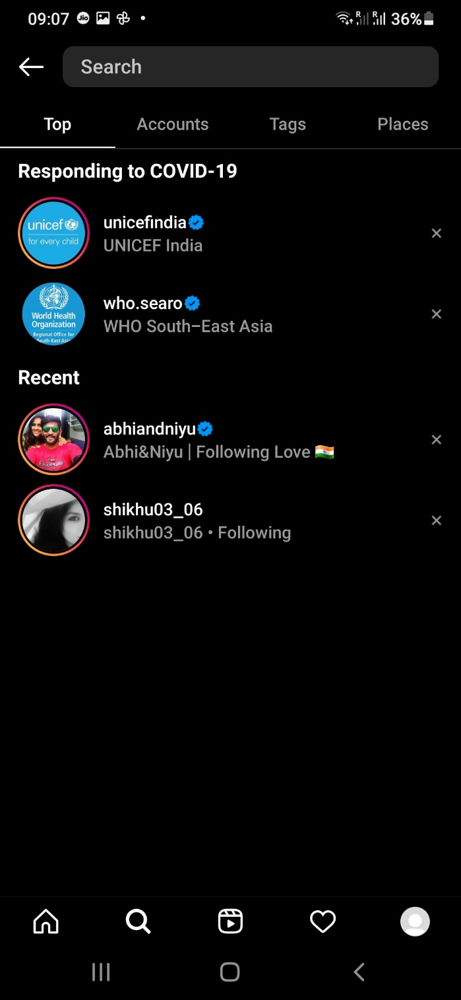 09:07 Jio R R 36%
Search
Top Accounts Tags Places
Responding to COVID-19
unicef
for every child
unicefindia
UNICEF India
World Health
Organization
Regional Office for
South-East Asia
who.searo
WHO South-East Asia
Recent
abhiandniyu
Abhi&Niyu | Following Love 🇮🇳
shikhu03_06
shikhu03_06 • Following